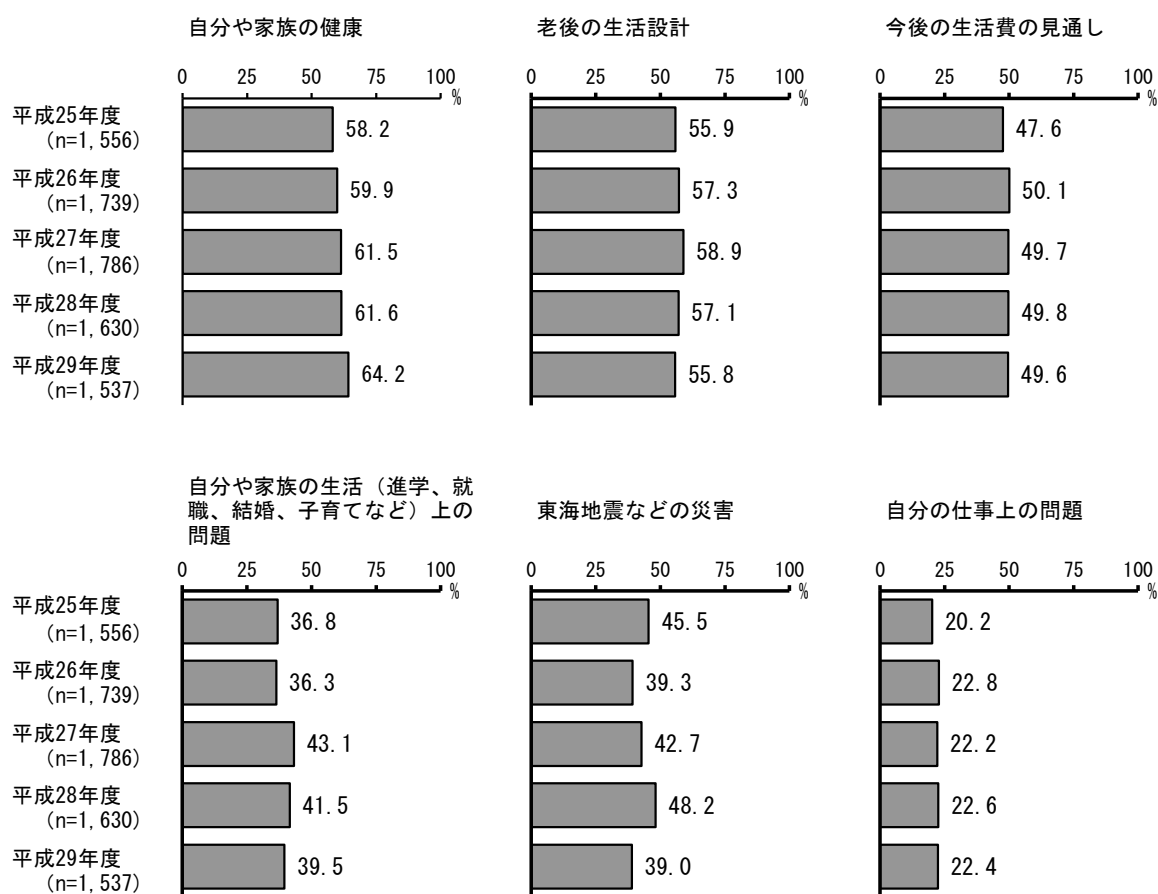 自分や家族の健康
老後の生活設計
今後の生活費の見通し
0 25 50 75 100
%
0 25 50 75 100
%
0 25 50 75 100
%
平成25年度
（n=1,556）
58.2
55.9
47.6
平成26年度
（n=1,739）
59.9
57.3
50.1
平成27年度
（n=1,786）
61.5
58.9
49.7
平成28年度
（n=1,630）
61.6
57.1
49.8
平成29年度
（n=1,537）
64.2
55.8
49.6
自分や家族の生活（進学、就
職、結婚、子育てなど）上の
問題
東海地震などの災害
自分の仕事上の問題
0 25 50 75 100
%
0 25 50 75 100
%
0 25 50 75 100
%
平成25年度
（n=1,556）
36.8
45.5
20.2
平成26年度
（n=1,739）
36.3
39.3
22.8
平成27年度
（n=1,786）
43.1
42.7
22.2
平成28年度
（n=1,630）
41.5
48.2
22.6
平成29年度
（n=1,537）
39.5
39.0
22.4